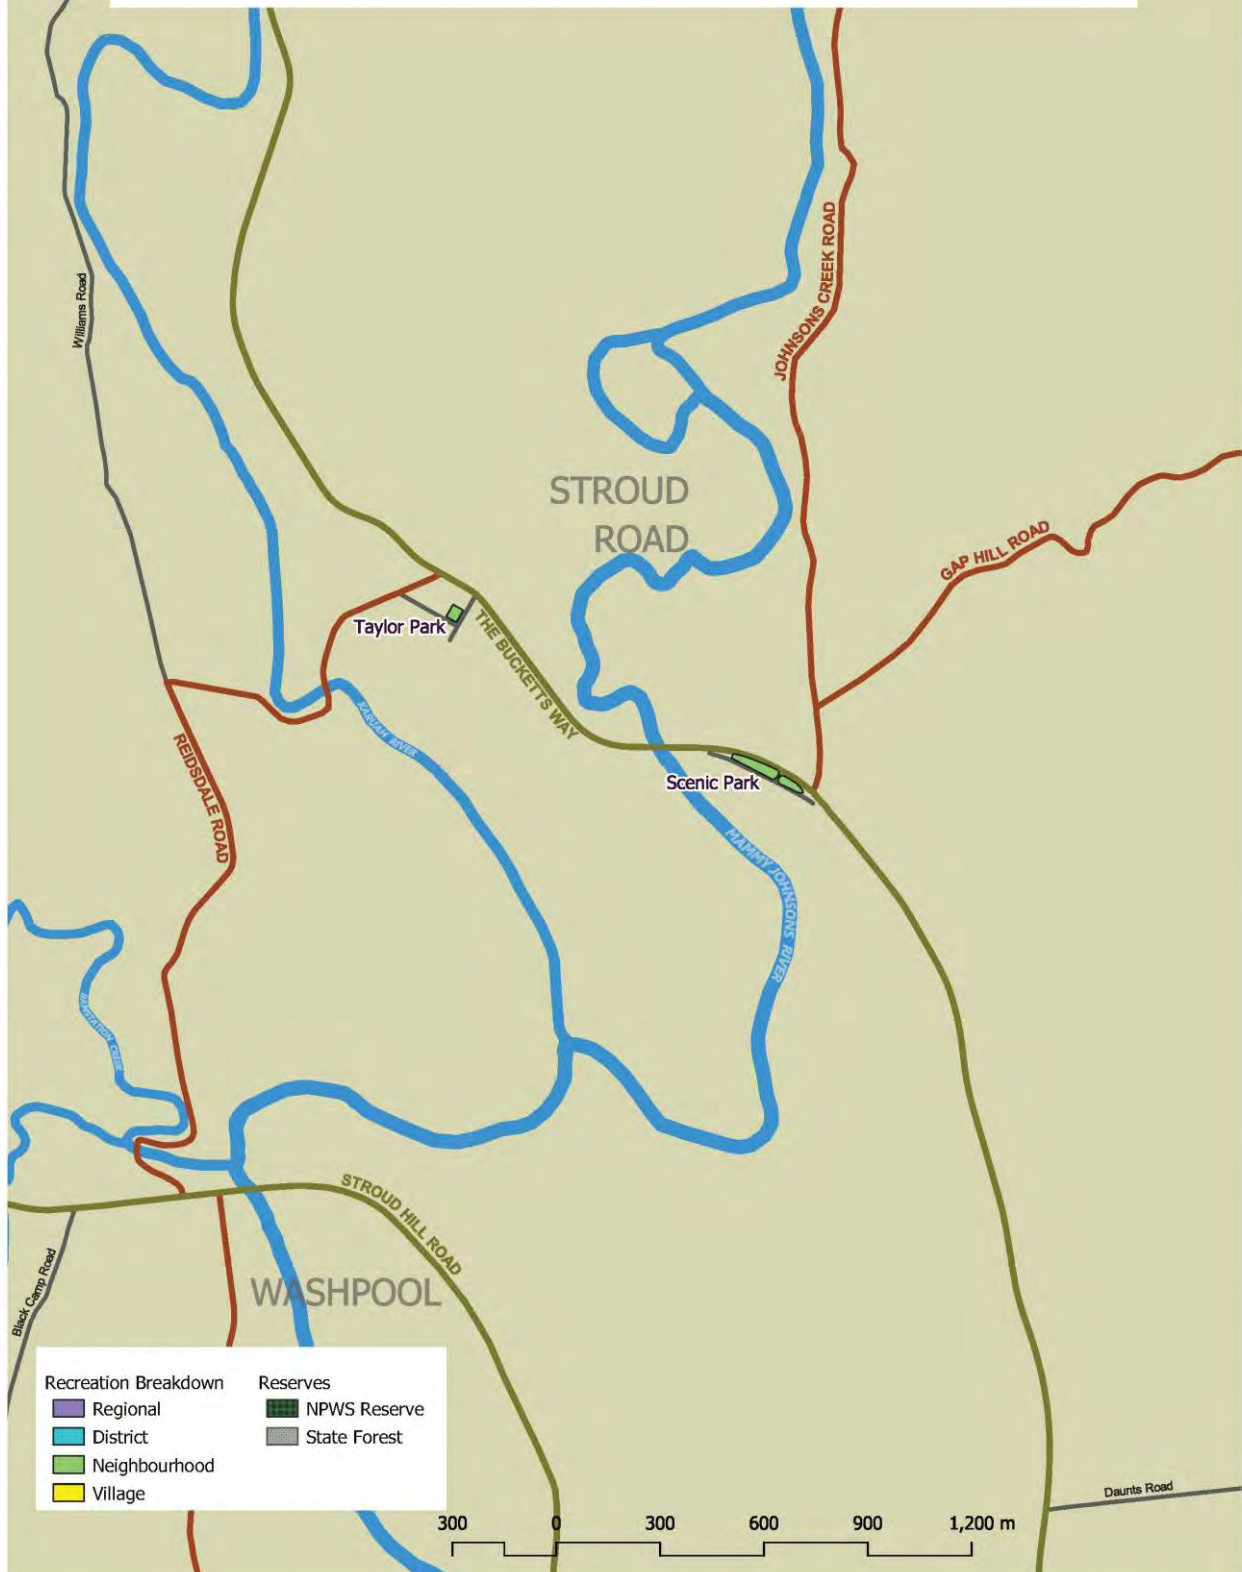 JOHNSONS CREEK ROAD
Williams Road
STROUD
ROAD
GAP HILL ROAD
Taylor Park
THE BUCKETTS WAY
KARUAH RIVER
REIDSDALE ROAD
Scenic Park
MAMMY JOHNSONS RIVER
RAMSTATION CREEK
STROUD HILL ROAD
WASHPOOL
Black Camp Road
Recreation Breakdown
Regional
District
Neighbourhood
Village
Reserves
NPWS Reserve
State Forest
Daunts Road
300 0 300 600 900 1,200 m